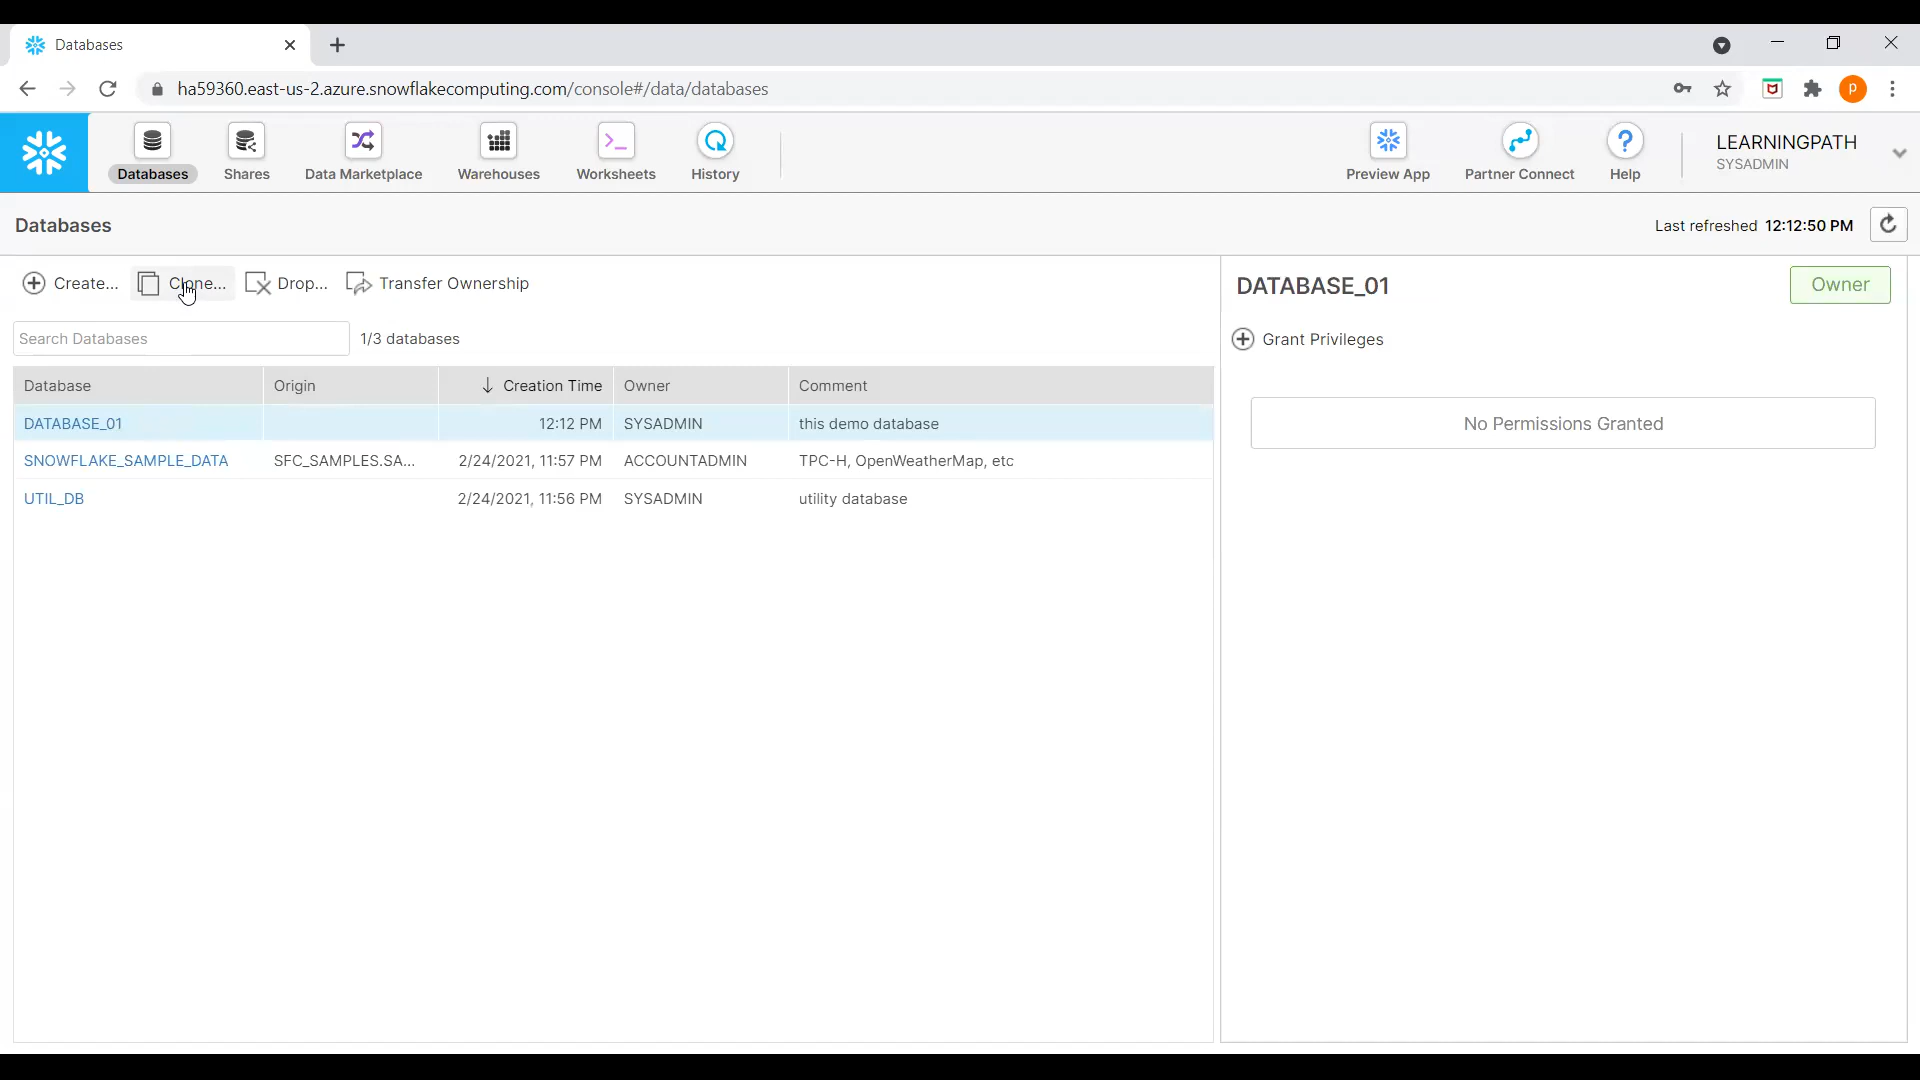 Databases
ha59360.east-us-2.azure.snowflakecomputing.com/console#/data/databases
P
Databases
Shares
Data Marketplace
Warehouses
Worksheets
History
Preview App
Partner Connect
Help
LEARNINGPATH
SYSADMIN
Databases
Last refreshed 12:12:50 PM
Create... Clone... Drop... Transfer Ownership
Search Databases 1/3 databases
Database Origin Creation Time Owner Comment
DATABASE_01 12:12 PM SYSADMIN this demo database
SNOWFLAKE_SAMPLE_DATA SFC_SAMPLES.SA... 2/24/2021, 11:57 PM ACCOUNTADMIN TPC-H, OpenWeatherMap, etc
UTIL_DB 2/24/2021, 11:56 PM SYSADMIN utility database
DATABASE_01
Owner
Grant Privileges
No Permissions Granted